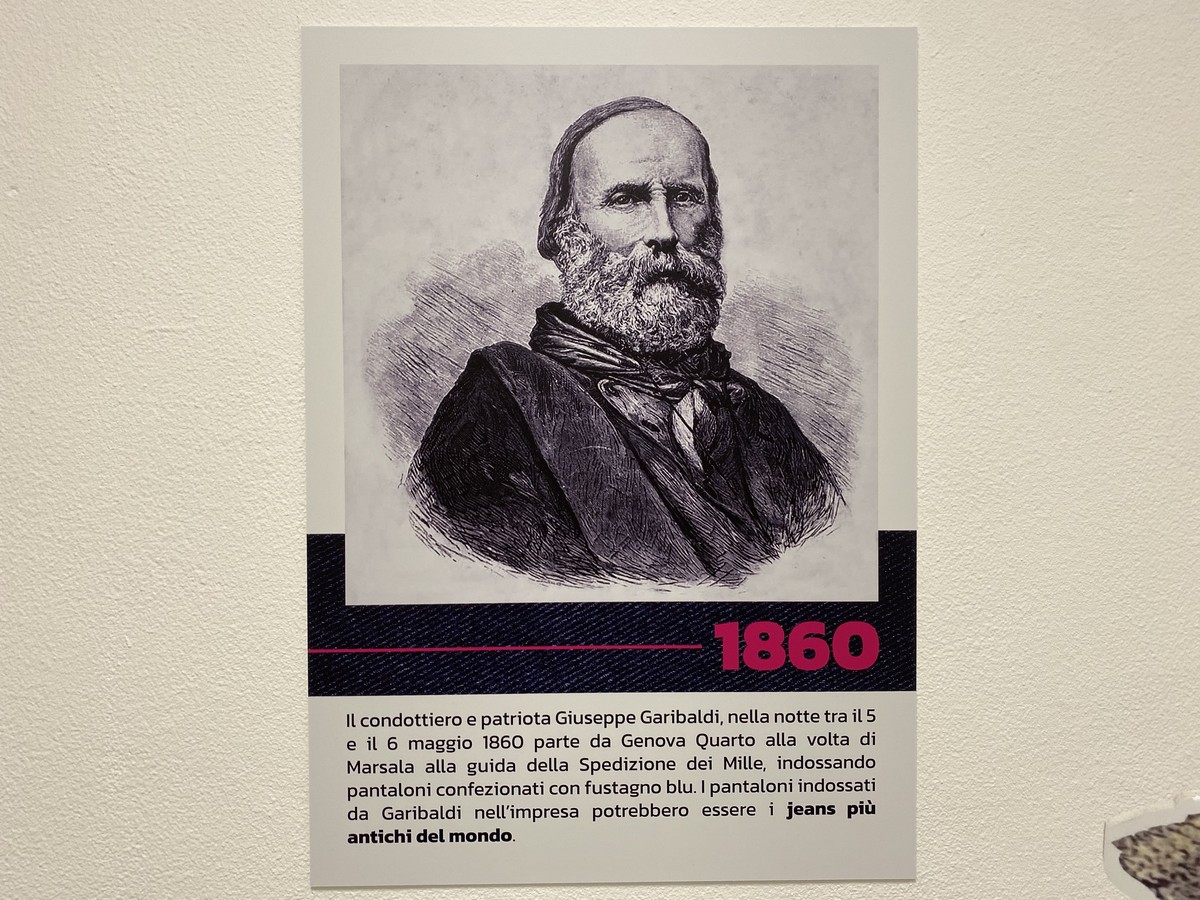 1860
Il condottiero e patriota Giuseppe Garibaldi, nella notte tra il 5
e il 6 maggio 1860 parte da Genova Quarto alla volta di
Marsala alla guida della Spedizione dei Mille, indossando
pantaloni confezionati con fustagno blu. I pantaloni indossati
da Garibaldi nell'impresa potrebbero essere i jeans più
antichi del mondo.